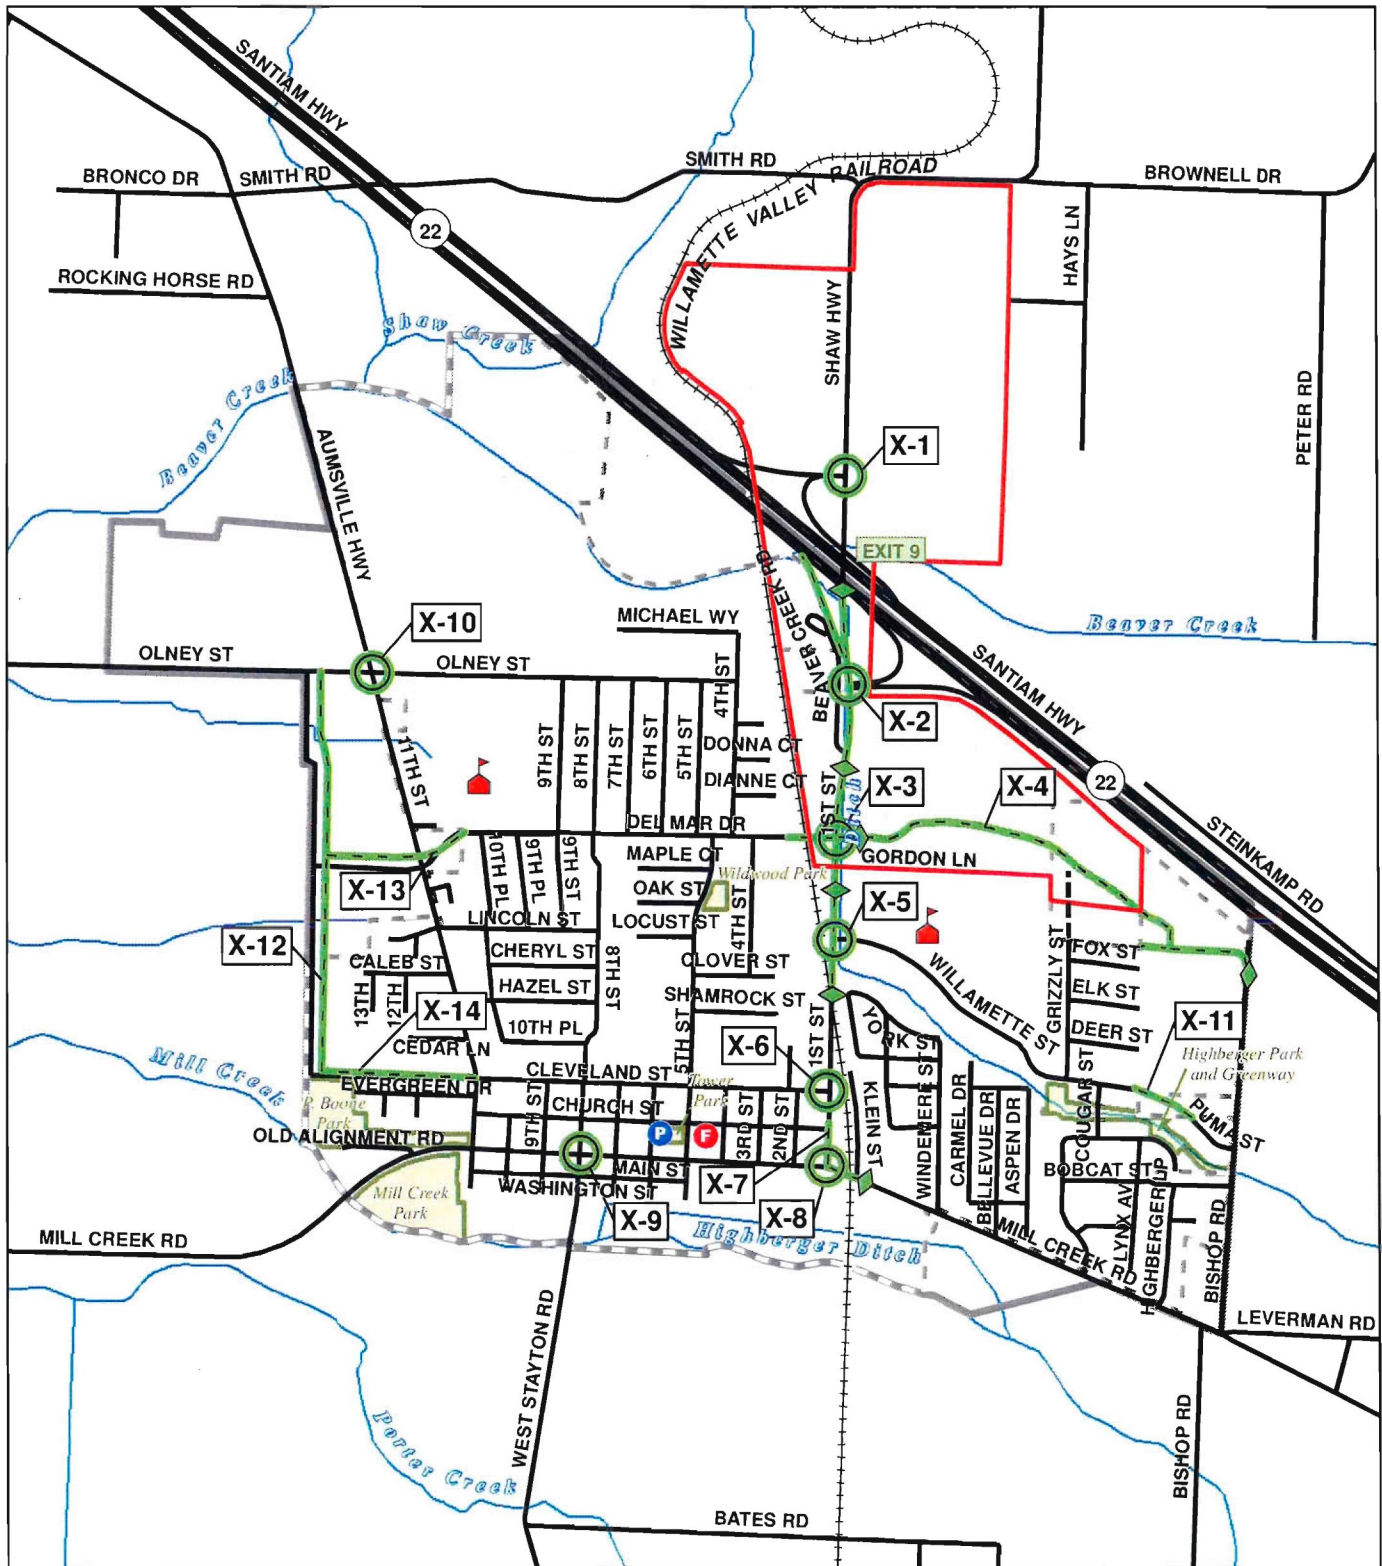 SANTIAM HWY
SMITH RD
BRONCO DR
SMITH RD
WILLAMETTE VALLEY RAILROAD
BROWNELL DR
22
HAYS LN
ROCKING HORSE RD
SHAW HWY
Shaw Creek
Beaver Creek
PETER RD
AUMSVILLE HWY
X-1
EXIT 9
BEAVER CREEK RD
MICHAEL WY
X-10
Beaver Creek
OLNEY ST
OLNEY ST
SANTIAM HWY
4TH ST
X-2
11TH ST
9TH ST
8TH ST
7TH ST
6TH ST
5TH ST
DONNA CT
DIANNE CT
1ST ST
Ditch
X-3
X-4
22
STEINKAMP RD
DEL MAR DR
GORDON LN
MAPLE CT
10TH PL
9TH PL
9TH ST
Wildwood Park
OAK ST
X-13
X-5
LINCOLN ST
LOCUST ST
4TH ST
X-12
CHERYL ST
CALEB ST
CLOVER ST
WILLAMETTE ST
GRIZZLY ST
FOX ST
8TH ST
HAZEL ST
SHAMROCK ST
ELK ST
13TH
12TH
X-14
10TH PL
5TH ST
1ST ST
YORK ST
DEER ST
X-11
CEDAR LN
X-6
Highberger Park
and Greenway
Mill Creek
CLEVELAND ST
EVERGREEN DR
Tower
Park
KLEIN ST
WINDEMERE ST
CARMEL DR
BELLEVUE DR
ASPEN DR
COUGAR ST
PUMA ST
P. Boone
Park
CHURCH ST
9TH ST
3RD ST
2ND ST
OLD ALIGNMENT RD
P
F
MAIN ST
BOBCAT ST
WASHINGTON ST
X-7
Mill Creek
Park
X-9
X-8
LYNX AV
HIGHBERGER LP
BISHOP RD
MILL CREEK RD
Highberger Ditch
MILL CREEK RD
LEVERMAN RD
WEST STAYTON RD
Porter Creek
BISHOP RD
BATES RD